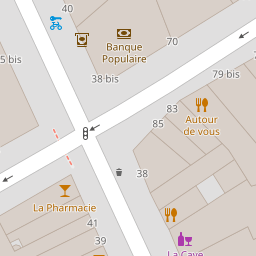 40
Banque
Populaire
70
5 bis
38 bis
79 bis
83
Autour
de vous
85
38
La Pharmacie
41
39
La Cave